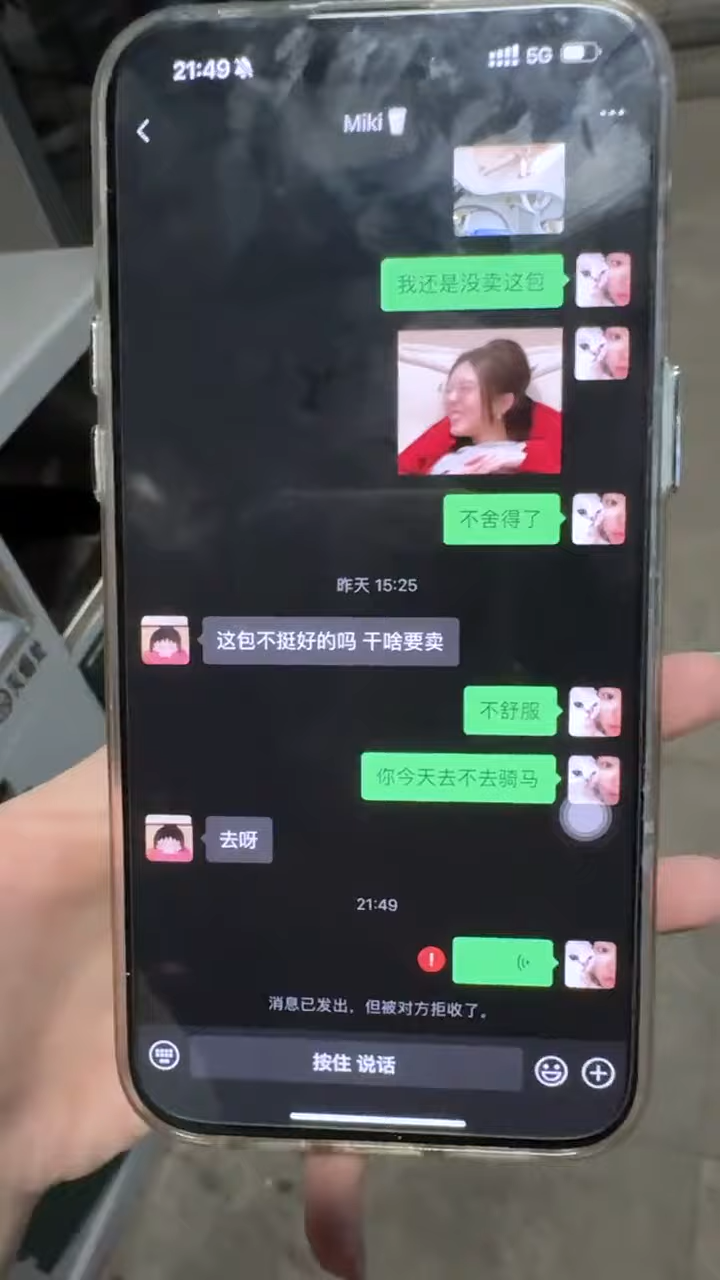 21:49
5G
Miki
我还是没卖这包
不舍得了
昨天 15:25
这包不挺好的吗 干啥要卖
不舒服
你今天去不去骑马
去呀
21:49
消息已发出，但被对方拒收了。
按住 说话